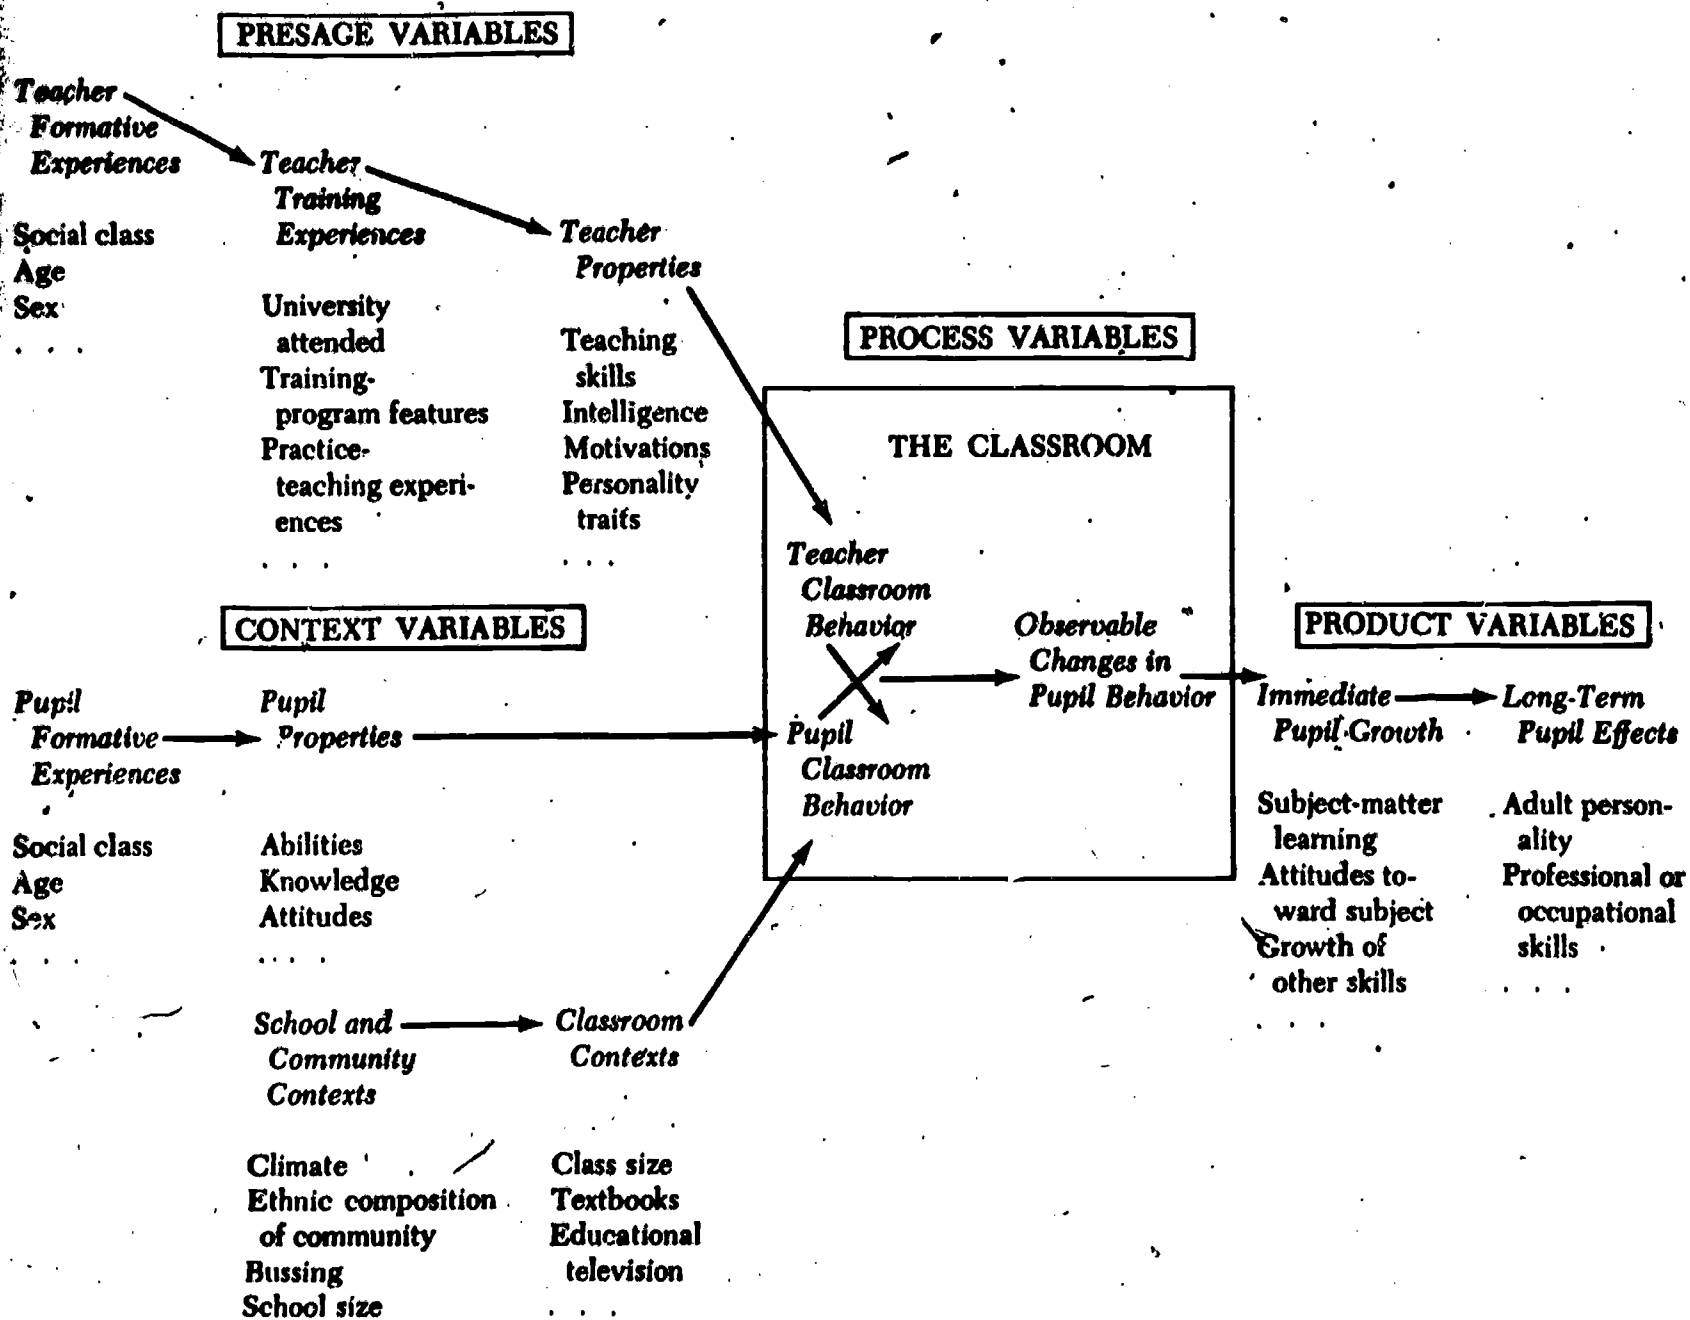 PRESAGE VARIABLES
Teacher
Formative
Experiences
Social class
Age
Sex
. . .
Teacher
Training
Experiences
University
attended
Training-
program features
Practice-
teaching experi-
ences
. . .
Teacher
Properties
Teaching
skills
Intelligence
Motivations
Personality
traits
. . .
PROCESS VARIABLES
THE CLASSROOM
Teacher
Classroom
Behavior
Pupil
Classroom
Behavior
Observable
Changes in
Pupil Behavior
CONTEXT VARIABLES
Pupil
Formative
Experiences
Social class
Age
Sex
. . .
Pupil
Properties
Abilities
Knowledge
Attitudes
. . .
School and
Community
Contexts
Climate
Ethnic composition
of community
Bussing
School size
Classroom
Contexts
Class size
Textbooks
Educational
television
. . .
PRODUCT VARIABLES
Immediate
Pupil Growth
Subject-matter
learning
Attitudes to-
ward subject
Growth of
other skills
. . .
Long-Term
Pupil Effects
Adult person-
ality
Professional or
occupational
skills
. . .